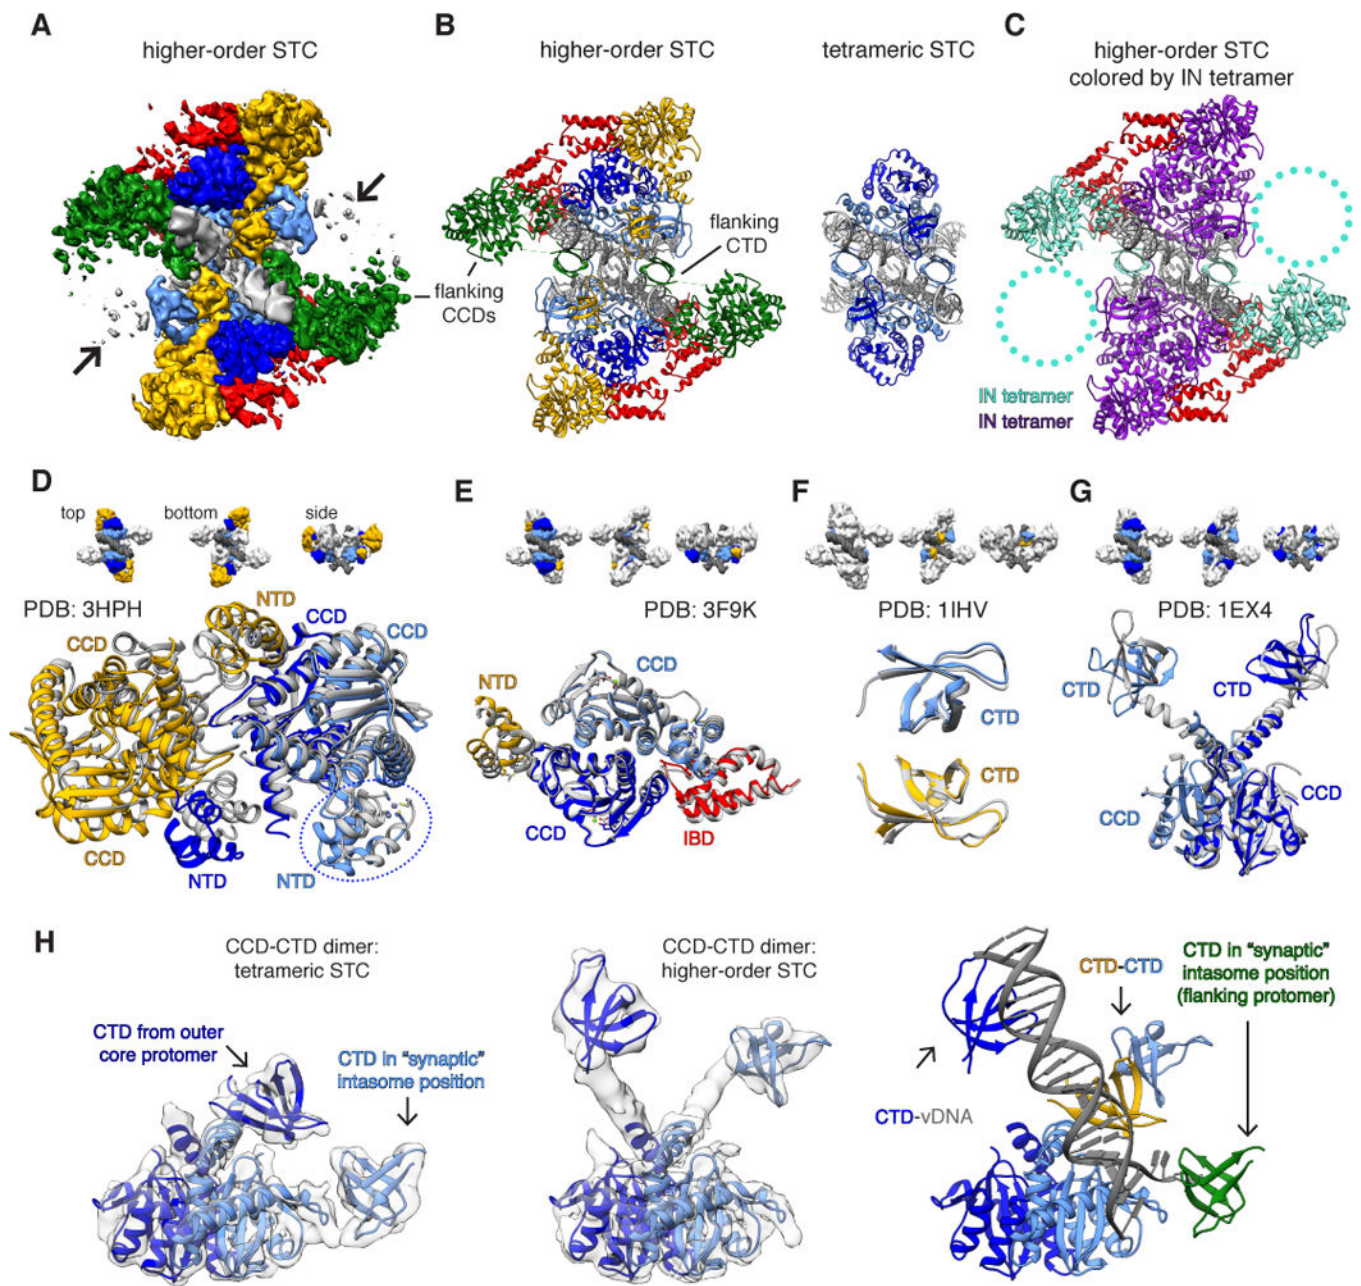 A
higher-order STC
flanking
CCDs
B
higher-order STC
tetrameric STC
flanking
CTD
C
higher-order STC
colored by IN tetramer
IN tetramer
IN tetramer
D
top
bottom
side
PDB: 3HPH
NTD
CCD
CCD
CCD
CCD
NTD
NTD
E
PDB: 3F9K
CCD
NTD
CCD
IBD
F
PDB: 1IHV
CTD
CTD
G
PDB: 1EX4
CTD
CTD
CCD
CCD
H
CCD-CTD dimer:
tetrameric STC
CTD from outer
core protomer
CTD in "synaptic"
intasome position
CCD-CTD dimer:
higher-order STC
CTD-CTD
CTD in "synaptic"
intasome position
(flanking protomer)
CTD-vDNA